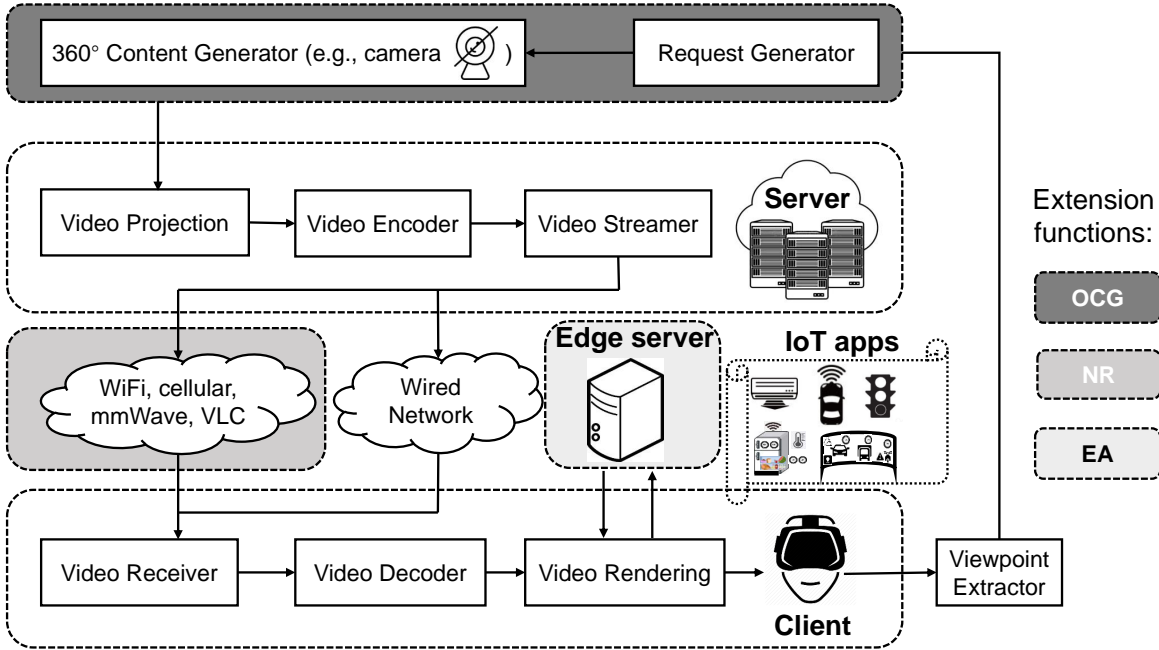 360° Content Generator (e.g., camera )
Request Generator
Video Projection
Video Encoder
Video Streamer
Server
Extension
functions:
OCG
NR
EA
WiFi, cellular,
mmWave, VLC
Wired
Network
Edge server
IoT apps
Video Receiver
Video Decoder
Video Rendering
Client
Viewpoint
Extractor